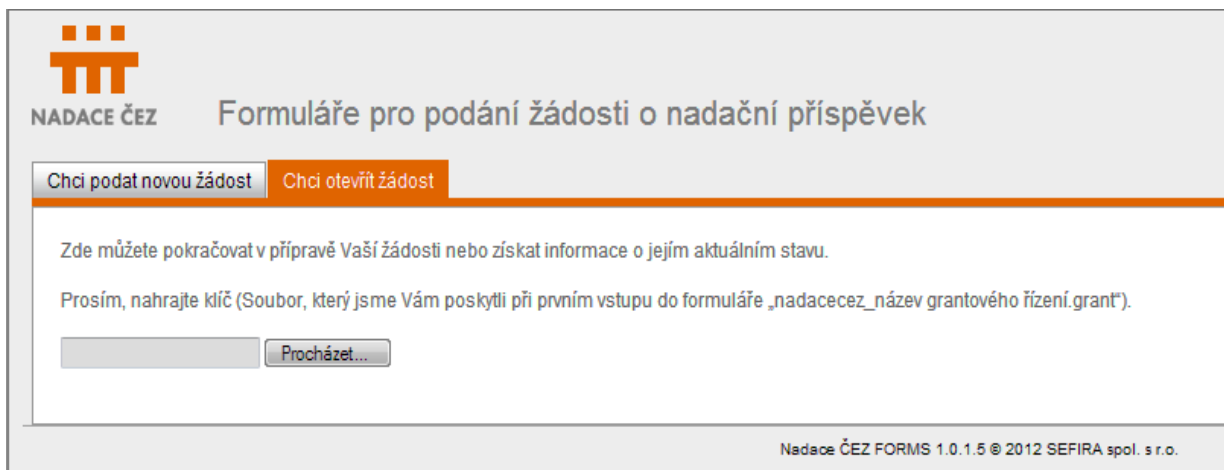 NADACE ČEZ
Formuláře pro podání žádosti o nadační příspěvek
Chci podat novou žádost
Chci otevřít žádost
Zde můžete pokračovat v přípravě Vaší žádosti nebo získat informace o jejím aktuálním stavu.
Prosím, nahrajte klíč (Soubor, který jsme Vám poskytli při prvním vstupu do formuláře „nadacecez_název grantového řízení.grant“).
Procházet...
Nadace ČEZ FORMS 1.0.1.5 © 2012 SEFIRA spol. s r.o.